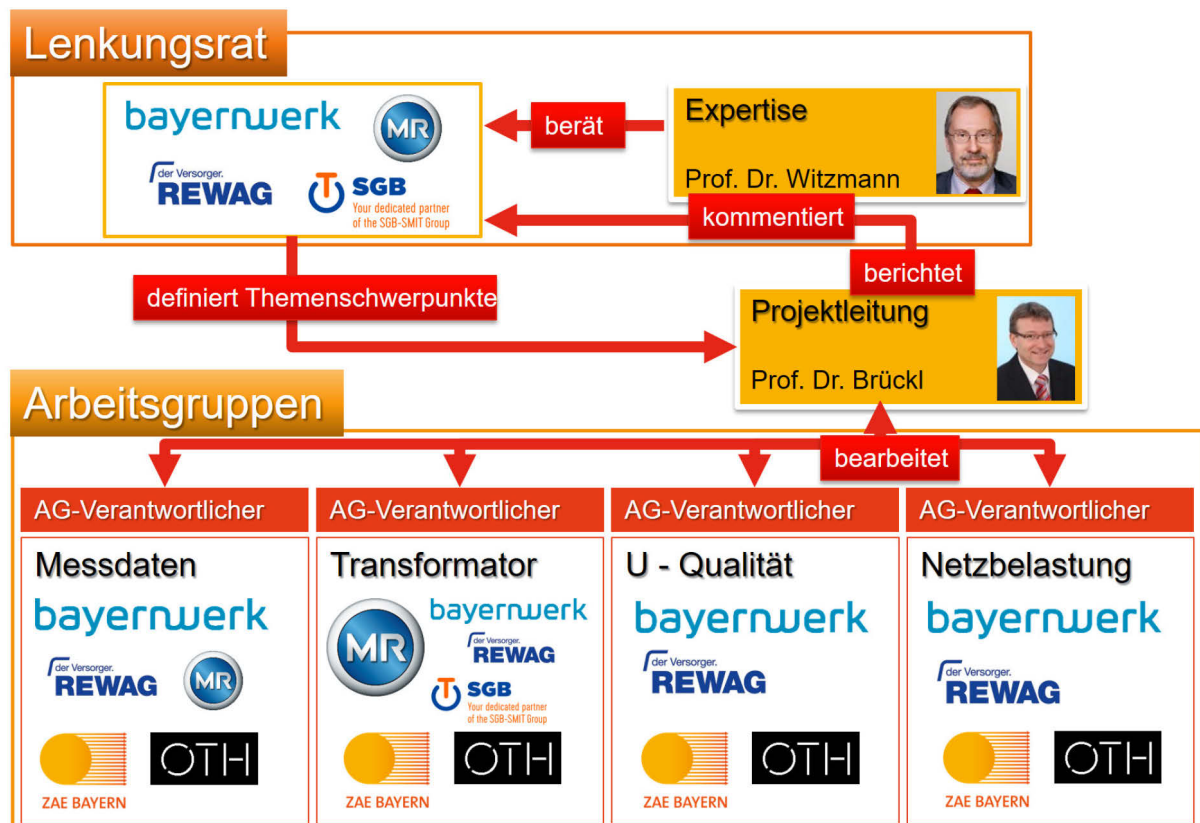 Lenkungsrat
bayernwerk
MR
der Versorger.
REWAG
SGB
Your dedicated partner
of the SGB-SMIT Group
berät
Expertise
Prof. Dr. Witzmann
kommentiert
berichtet
definiert Themenschwerpunkte
Projektleitung
Prof. Dr. Brückl
Arbeitsgruppen
bearbeitet
AG-Verantwortlicher
Messdaten
bayernwerk
der Versorger.
REWAG
MR
ZAE BAYERN
OTH
AG-Verantwortlicher
Transformator
MR
bayernwerk
der Versorger.
REWAG
SGB
Your dedicated partner
of the SGB-SMIT Group
ZAE BAYERN
OTH
AG-Verantwortlicher
U - Qualität
bayernwerk
der Versorger.
REWAG
ZAE BAYERN
OTH
AG-Verantwortlicher
Netzbelastung
bayernwerk
der Versorger.
REWAG
ZAE BAYERN
OTH